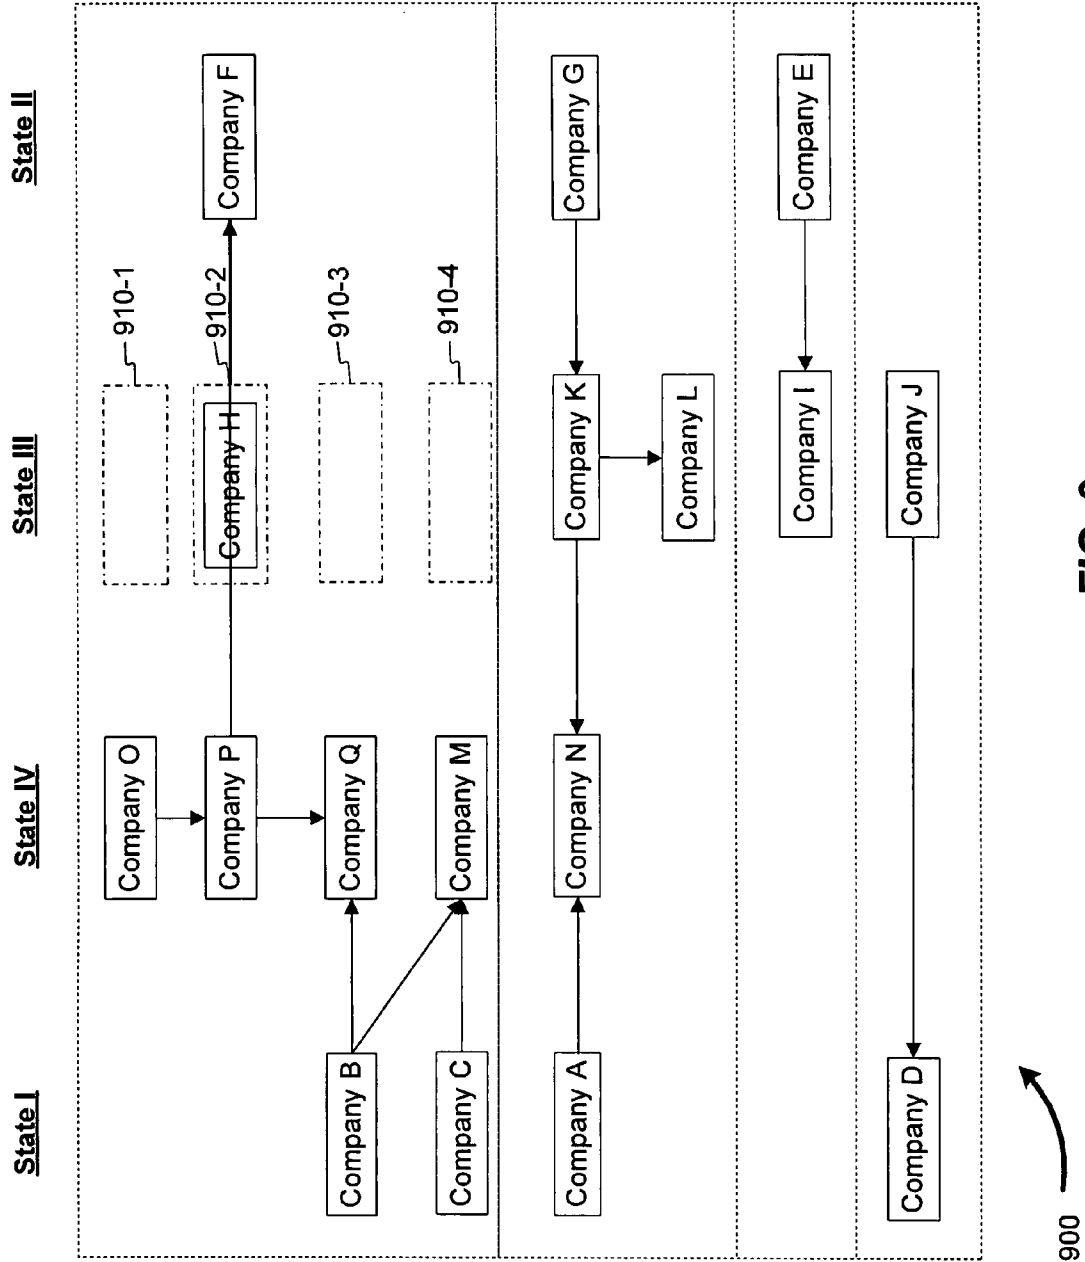 State I
State IV
State III
State II
Company O
910-1
Company P
Company H
910-2
Company F
Company B
Company Q
910-3
Company C
Company M
910-4
Company A
Company N
Company K
Company G
Company L
Company I
Company E
Company D
Company J
900
FIG.